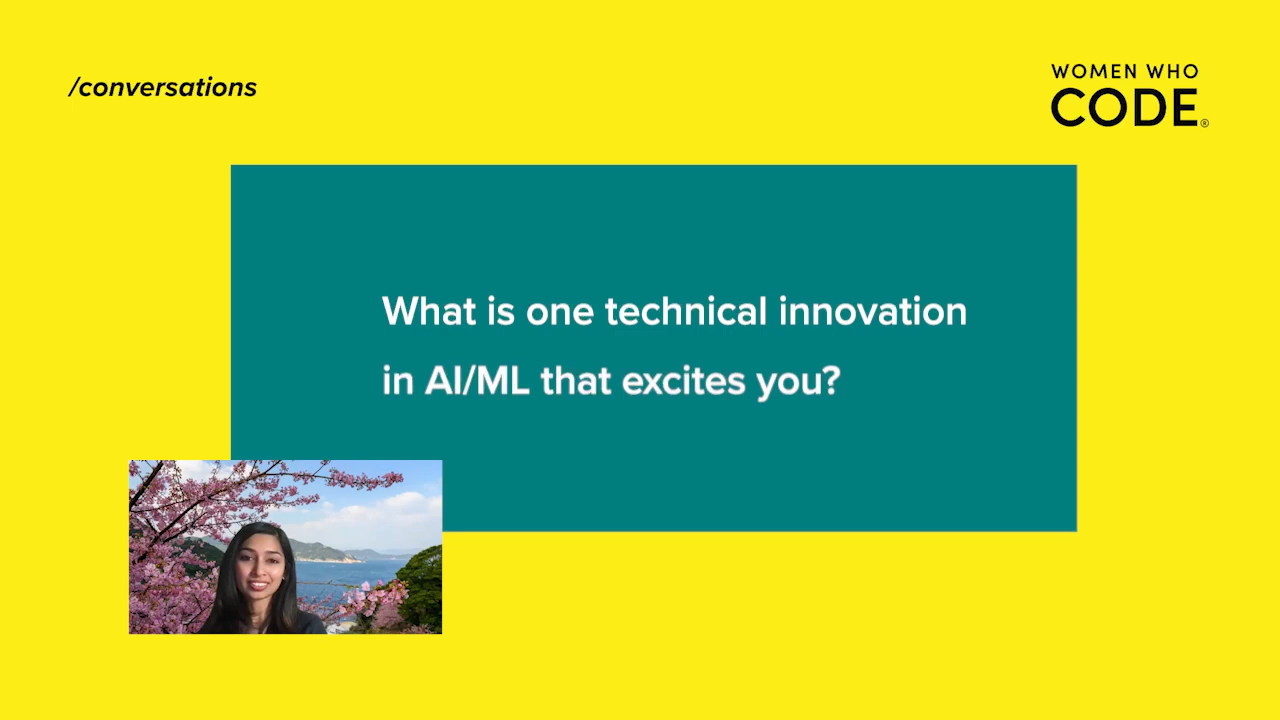 /conversations
WOMEN WHO
CODE®
What is one technical innovation
in AI/ML that excites you?